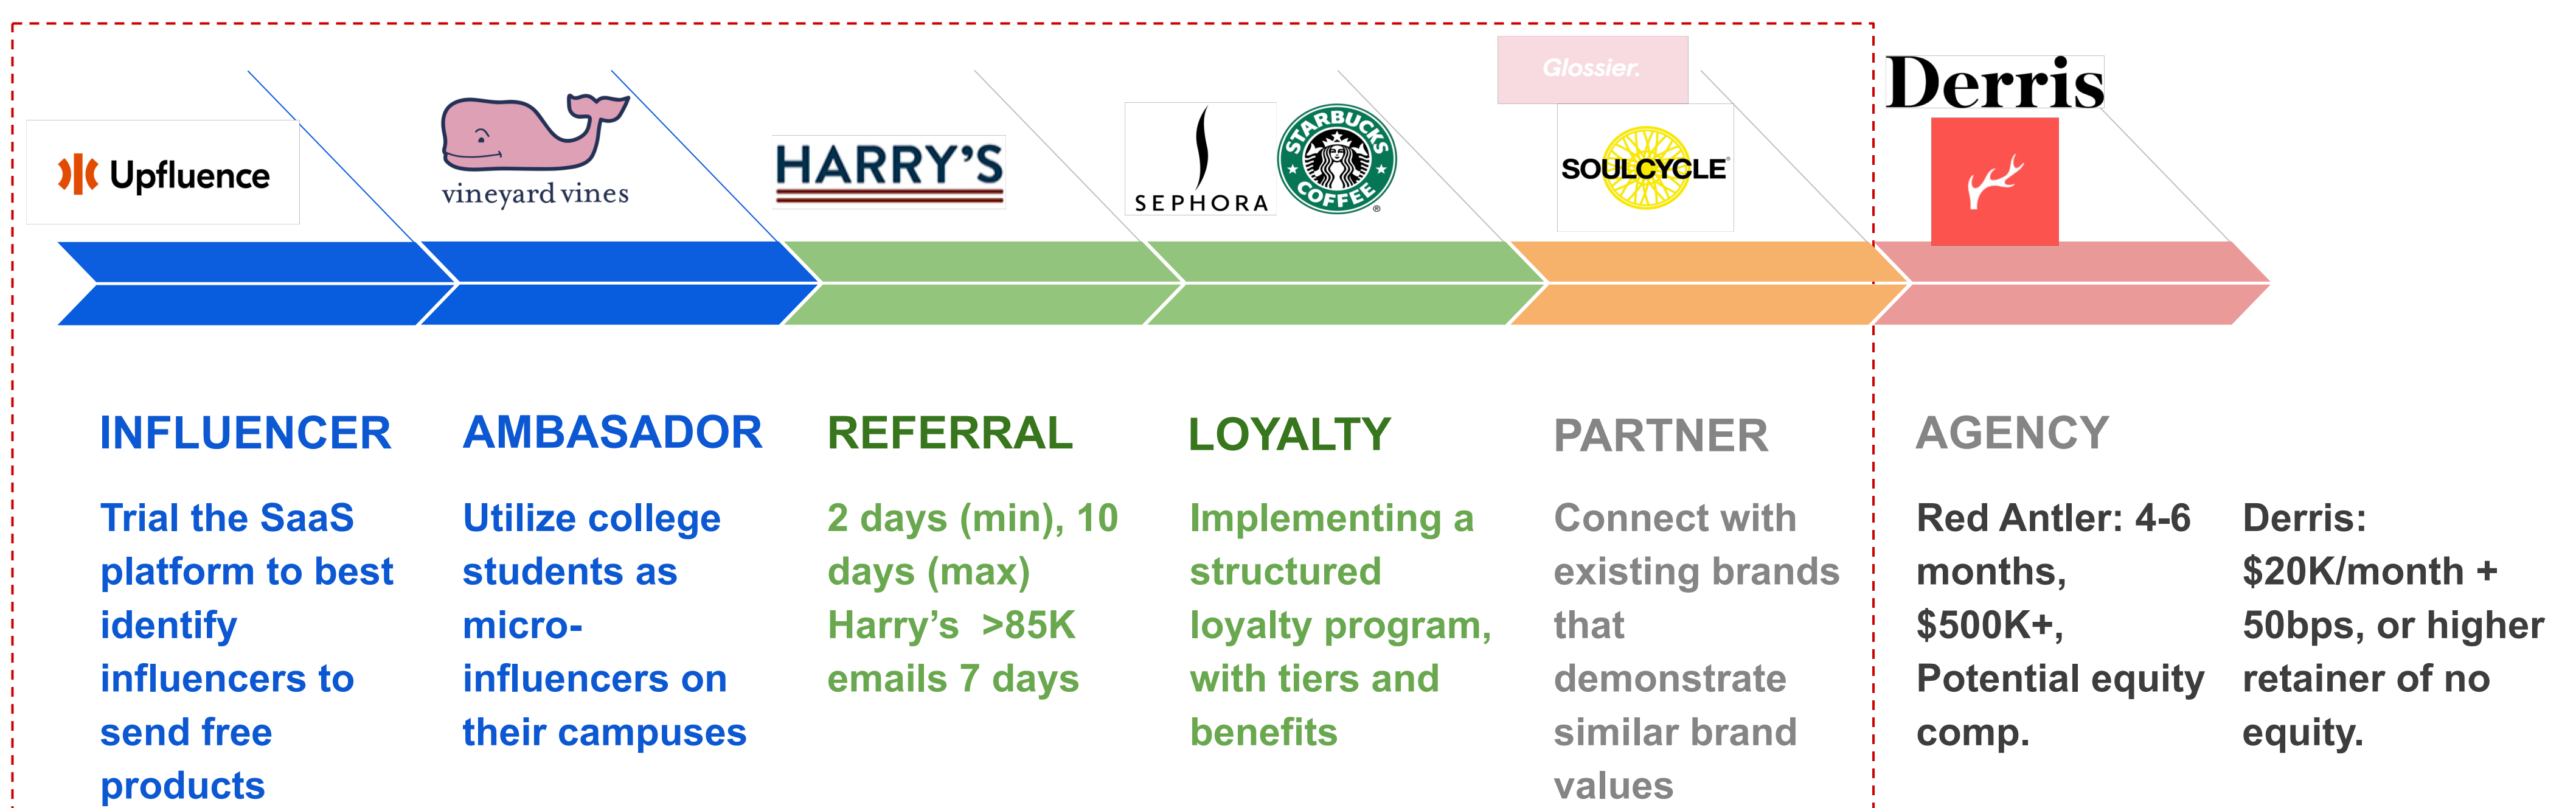 Upfluence
vineyard vines
HARRY'S
SEPHORA
STARBUCKS
COFFEE
®
Glossier.
SOULCYCLE®
Derris
INFLUENCER
Trial the SaaS
platform to best
identify
influencers to
send free
products
AMBASADOR
Utilize college
students as
micro-
influencers on
their campuses
REFERRAL
2 days (min), 10
days (max)
Harry’s  >85K
emails 7 days
LOYALTY
Implementing a
structured
loyalty program,
with tiers and
benefits
PARTNER
Connect with
existing brands
that
demonstrate
similar brand
values
AGENCY
Red Antler: 4-6
months,
$500K+,
Potential equity
comp.
Derris:
$20K/month +
50bps, or higher
retainer of no
equity.